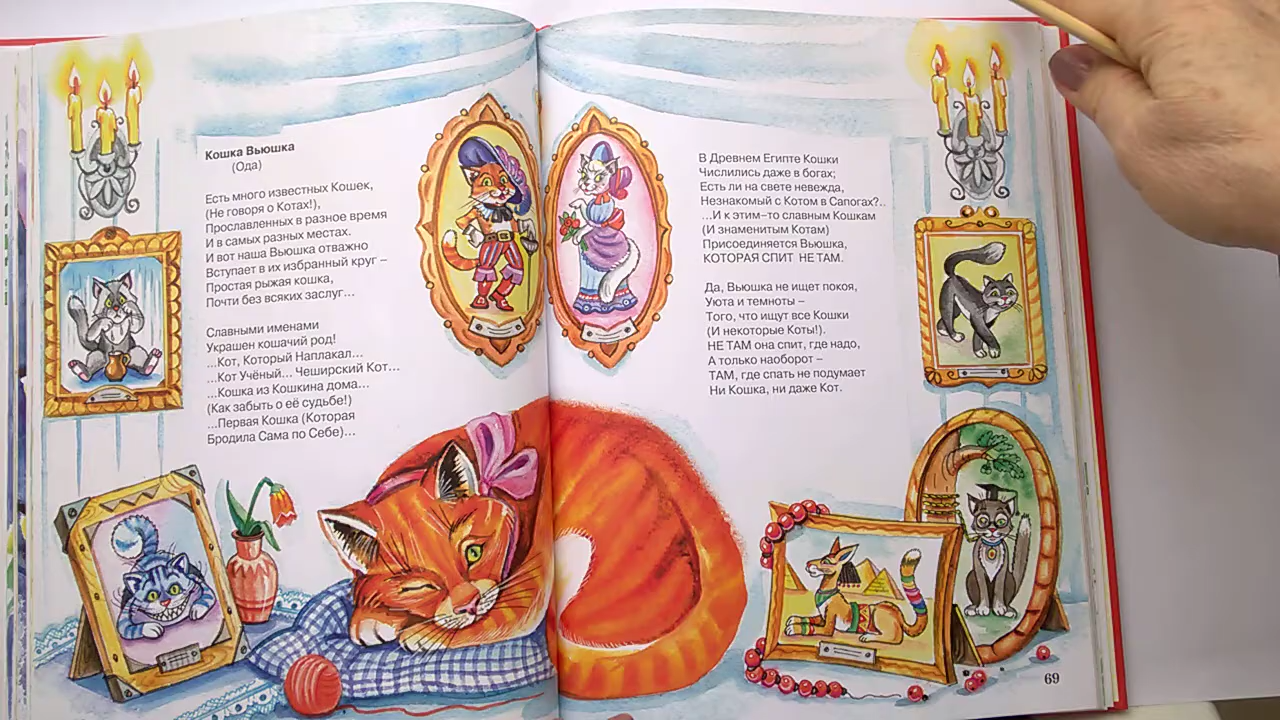 Кошка Вьюшка
(Ода)
Есть много известных Кошек,
(Не говоря о Котах!),
Прославленных в разное время
И в самых разных местах.
И вот наша Вьюшка отважно
Вступает в их избранный круг –
Простая рыжая кошка,
Почти без всяких заслуг…
Славными именами
Украшен кошачий род!
...Кот, Который Наплакал...
...Кот Учёный... Чеширский Кот...
...Кошка из Кошкина дома...
(Как забыть о её судьбе!)
...Первая Кошка (Которая
Бродила Сама по Себе)...
В Древнем Египте Кошки
Числились даже в богах;
Есть ли на свете невежда,
Незнакомый с Котом в Сапогах?..
...И к этим–то славным Кошкам
(И знаменитым Котам)
Присоединяется Вьюшка,
КОТОРАЯ СПИТ НЕ ТАМ.
Да, Вьюшка не ищет покоя,
Уюта и темноты –
Того, что ищут все Кошки
(И некоторые Коты!).
НЕ ТАМ она спит, где надо,
А только наоборот –
ТАМ, где спать не подумает
Ни Кошка, ни даже Кот.
69